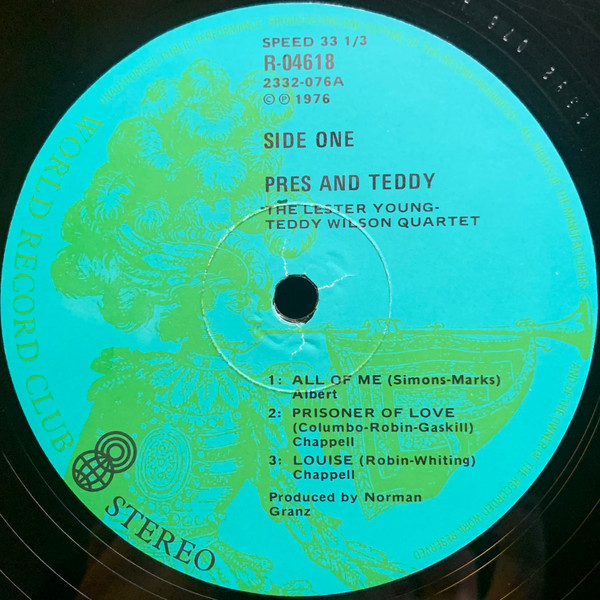 SPEED 33 1/3
R-04618
2332-076A
© ℗ 1976
SIDE ONE
PRES AND TEDDY
THE LESTER YOUNG-
TEDDY WILSON QUARTET
1: ALL OF ME (Simons-Marks)
Albert
2: PRISONER OF LOVE
(Columbo-Robin-Gaskill)
Chappell
3: LOUISE (Robin-Whiting)
Chappell
Produced by Norman
Granz
WORLD RECORD CLUB
STEREO